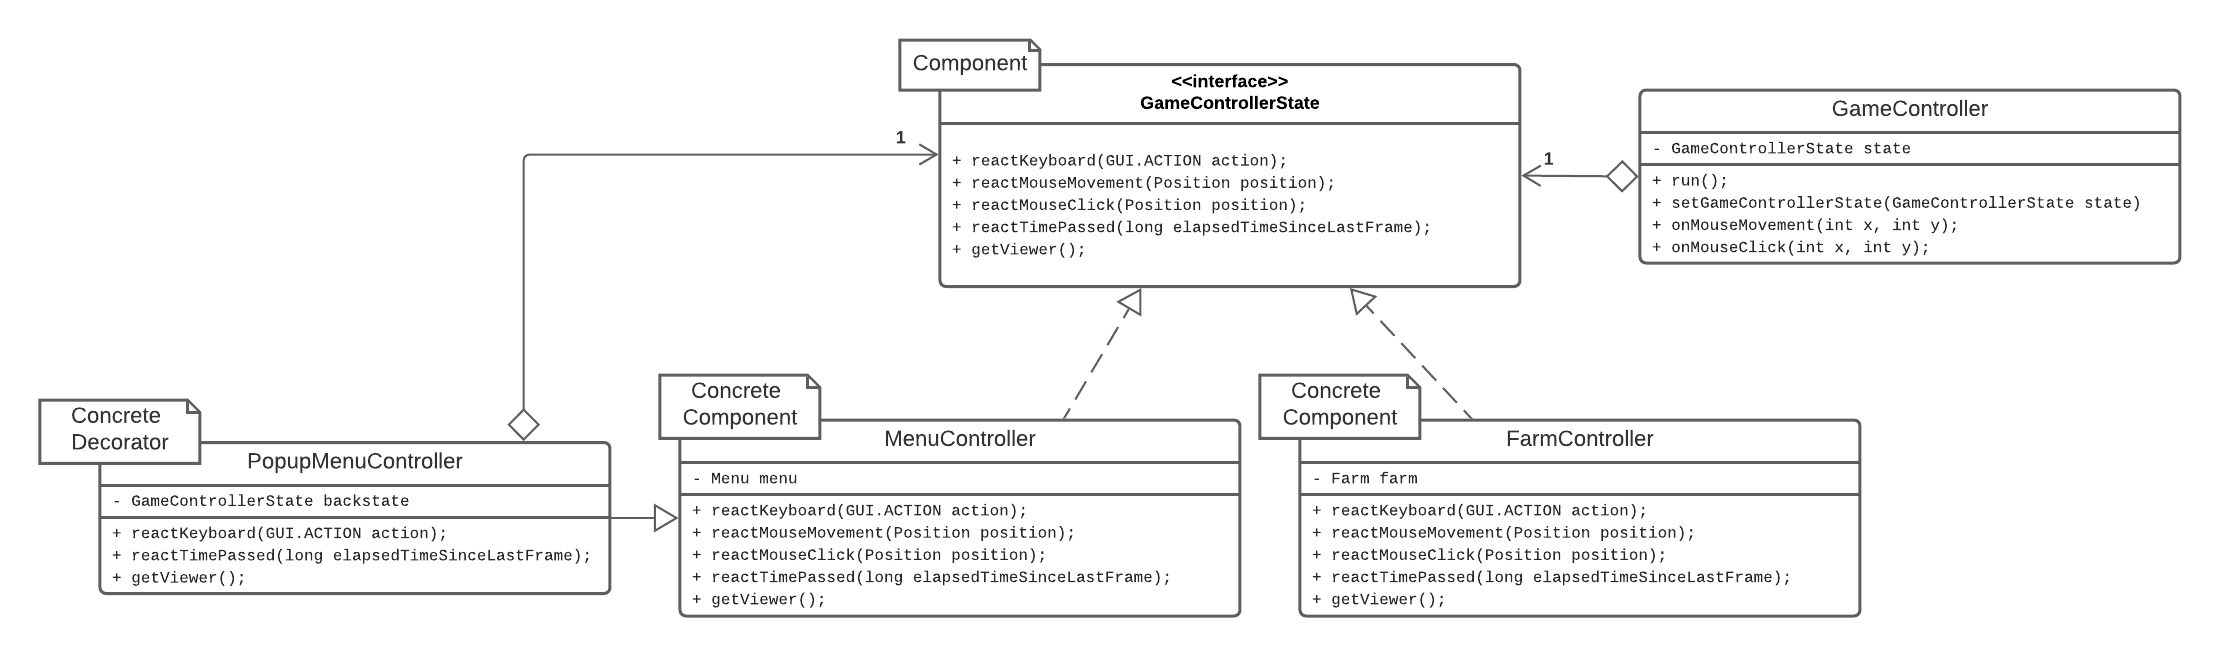 Component
<<interface>>
GameControllerState
+ reactKeyboard(GUI.ACTION action);
+ reactMouseMovement(Position position);
+ reactMouseClick(Position position);
+ reactTimePassed(long elapsedTimeSinceLastFrame);
+ getViewer();
1
1
GameController
- GameControllerState state
+ run();
+ setGameControllerState(GameControllerState state)
+ onMouseMovement(int x, int y);
+ onMouseClick(int x, int y);
Concrete
Decorator
PopupMenuController
- GameControllerState backstate
+ reactKeyboard(GUI.ACTION action);
+ reactTimePassed(long elapsedTimeSinceLastFrame);
+ getViewer();
Concrete
Component
MenuController
- Menu menu
+ reactKeyboard(GUI.ACTION action);
+ reactMouseMovement(Position position);
+ reactMouseClick(Position position);
+ reactTimePassed(long elapsedTimeSinceLastFrame);
+ getViewer();
Concrete
Component
FarmController
- Farm farm
+ reactKeyboard(GUI.ACTION action);
+ reactMouseMovement(Position position);
+ reactMouseClick(Position position);
+ reactTimePassed(long elapsedTimeSinceLastFrame);
+ getViewer();